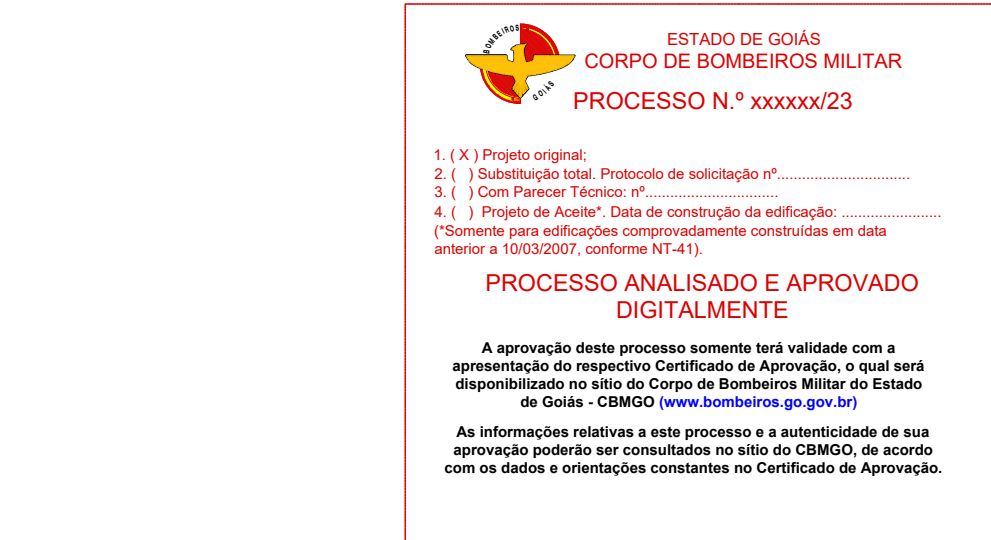 BOMBEIROS
GOIÁS
ESTADO DE GOIÁS
CORPO DE BOMBEIROS MILITAR
PROCESSO N.º xxxxxx/23
1. ( X ) Projeto original;
2. (   ) Substituição total. Protocolo de solicitação nº................................
3. (   ) Com Parecer Técnico: nº................................
4. (   )  Projeto de Aceite*. Data de construção da edificação: ........................
(*Somente para edificações comprovadamente construídas em data
anterior a 10/03/2007, conforme NT-41).
PROCESSO ANALISADO E APROVADO
DIGITALMENTE
A aprovação deste processo somente terá validade com a
apresentação do respectivo Certificado de Aprovação, o qual será
disponibilizado no sítio do Corpo de Bombeiros Militar do Estado
de Goiás - CBMGO (www.bombeiros.go.gov.br)
As informações relativas a este processo e a autenticidade de sua
aprovação poderão ser consultados no sítio do CBMGO, de acordo
com os dados e orientações constantes no Certificado de Aprovação.